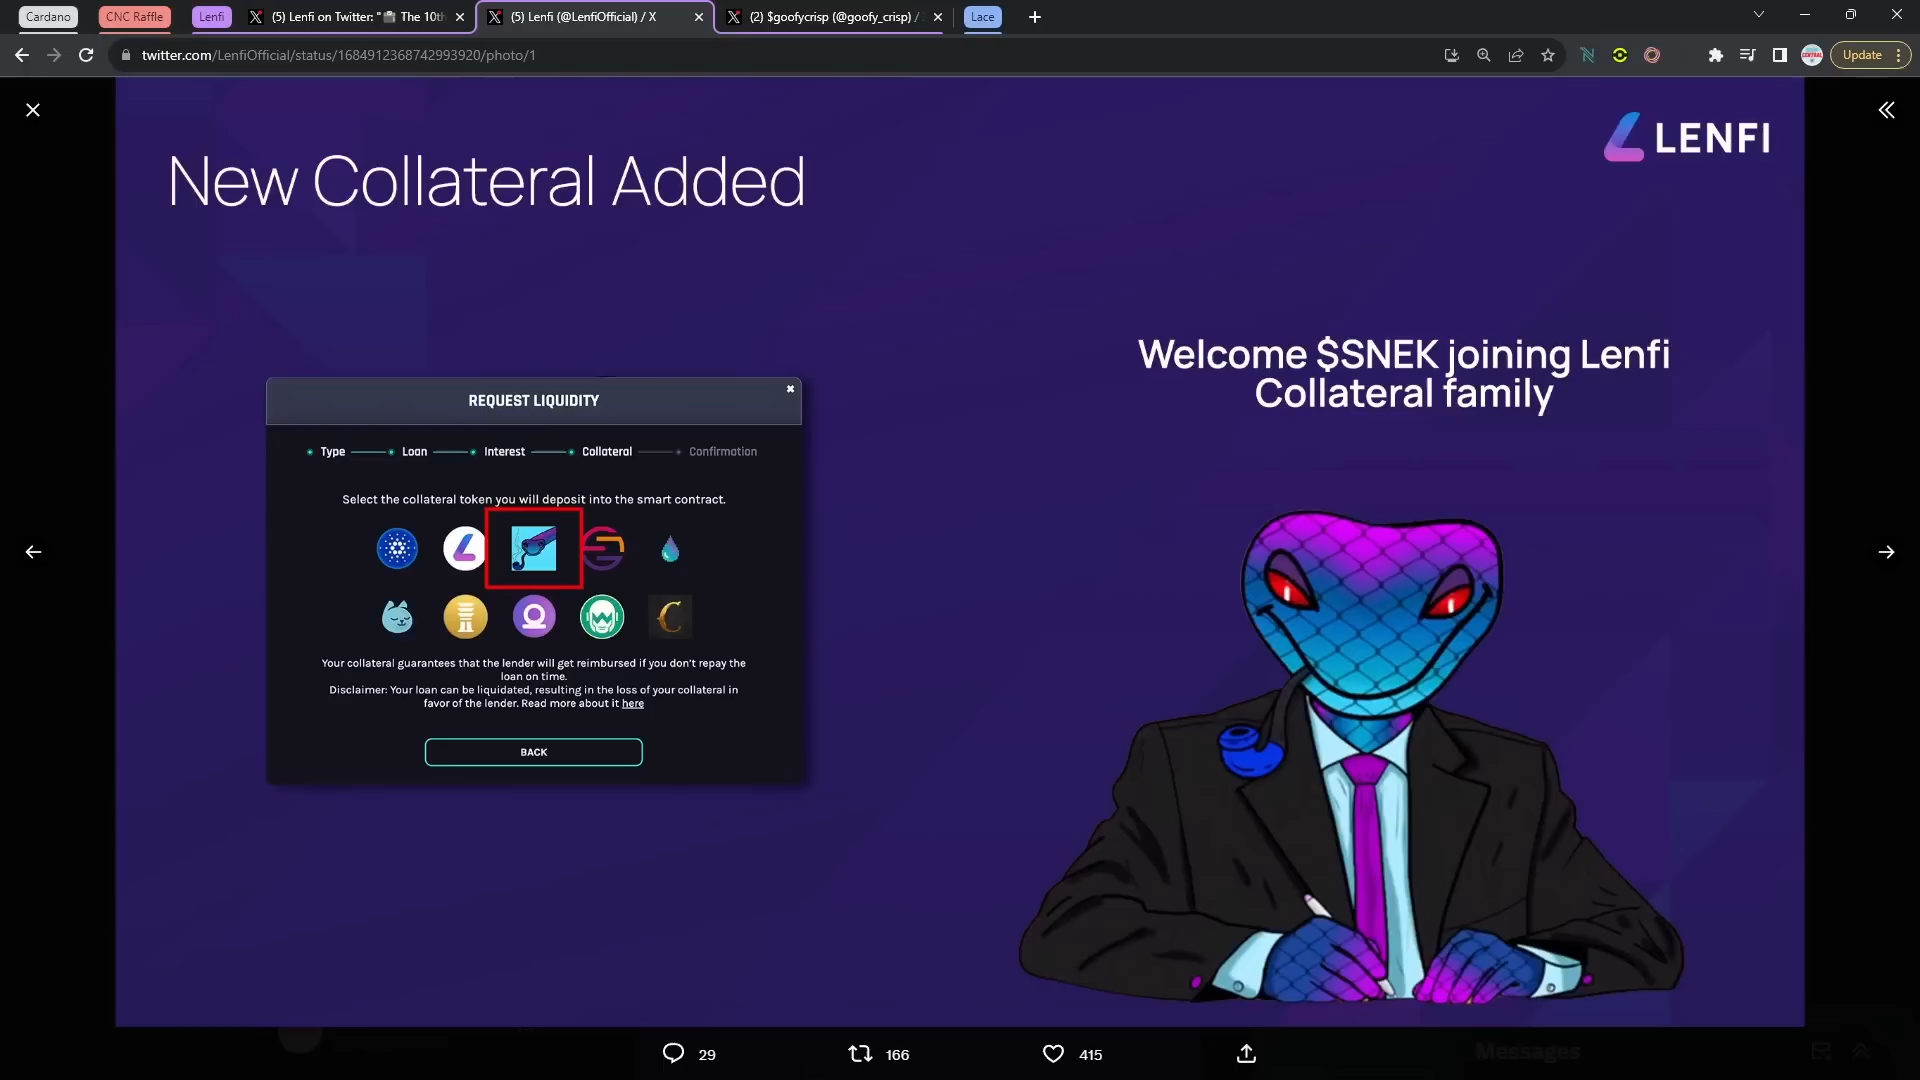 Cardano
CNC Raffle
Lenfi
(5) Lenfi on Twitter: "💼 The 10th
(5) Lenfi (@LenfiOfficial) / X
(2) $goofycrisp (@goofy_crisp) /
Lace
twitter.com/LenfiOfficial/status/1684912368742993920/photo/1
Update
LENFI
New Collateral Added
Welcome $SNEK joining Lenfi
Collateral family
REQUEST LIQUIDITY
Type Loan Interest Collateral Confirmation
Select the collateral token you will deposit into the smart contract.
Your collateral guarantees that the lender will get reimbursed if you don't repay the
loan on time.
Disclaimer: Your loan can be liquidated, resulting in the loss of your collateral in
favor of the lender. Read more about it here
BACK
29
166
415
Messages